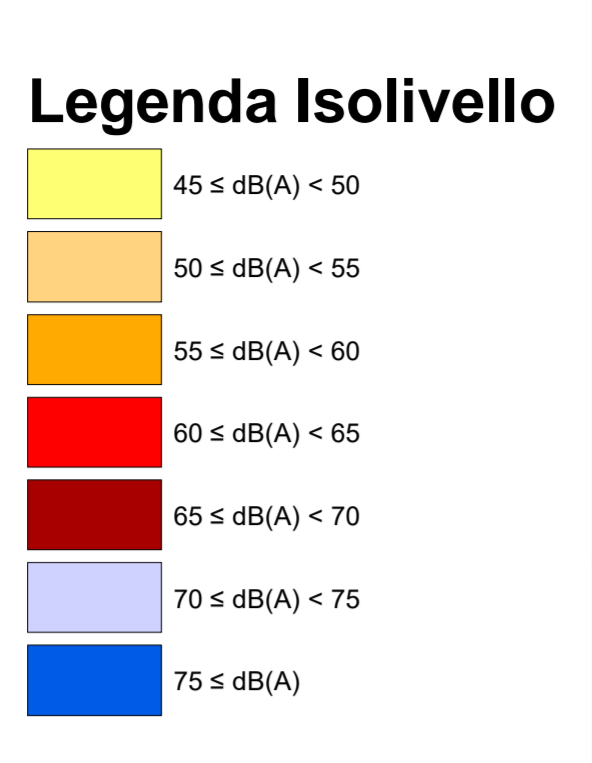 Legenda Isolivello
45 ≤ dB(A) < 50
50 ≤ dB(A) < 55
55 ≤ dB(A) < 60
60 ≤ dB(A) < 65
65 ≤ dB(A) < 70
70 ≤ dB(A) < 75
75 ≤ dB(A)